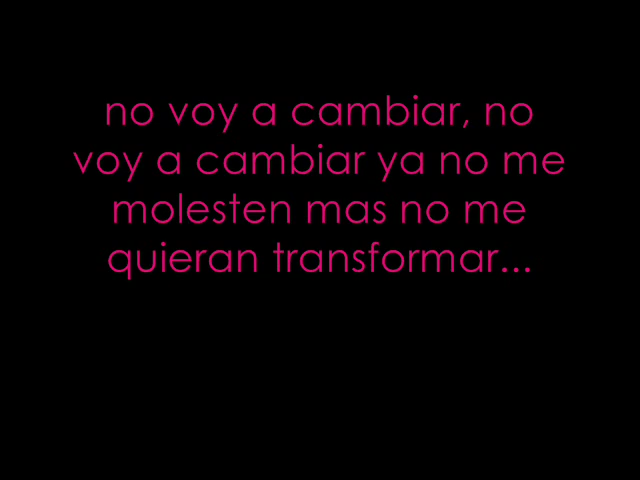 no voy a cambiar, no
voy a cambiar ya no me
molesten mas no me
quieran transformar...